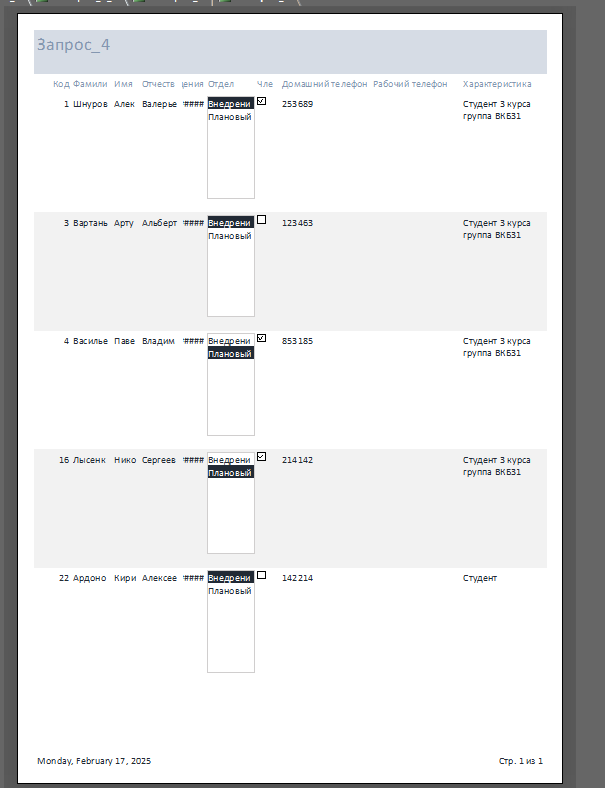 Запрос_4
Код Фамили Имя Отчеств ения Отдел Чле Домашний телефон Рабочий телефон Характеристика
1 Шнуров Алек Валерье #### Внедрени 253689 Студент 3 курса
Плановый группа ВКБ31
3 Вартань Арту Альберт #### Внедрени 123463 Студент 3 курса
Плановый группа ВКБ31
4 Василье Паве Владим #### Внедрени 853185 Студент 3 курса
Плановый группа ВКБ31
16 Лысенк Нико Сергеев #### Внедрени 214142 Студент 3 курса
Плановый группа ВКБ31
22 Ардоно Кири Алексее #### Внедрени 142214 Студент
Плановый
Monday, February 17, 2025 Стр. 1 из 1